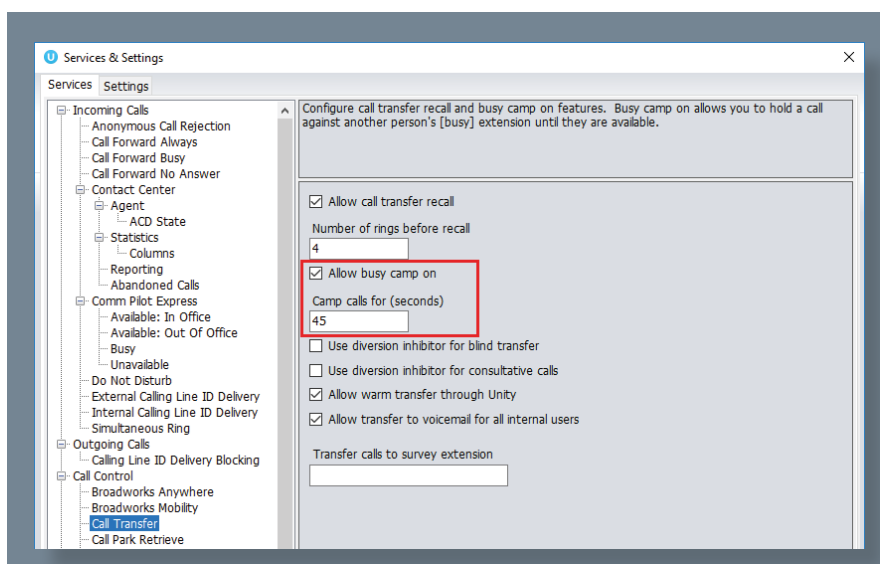 Services & Settings
Services Settings
Incoming Calls
Anonymous Call Rejection
Call Forward Always
Call Forward Busy
Call Forward No Answer
Contact Center
Agent
ACD State
Statistics
Columns
Reporting
Abandoned Calls
Comm Pilot Express
Available: In Office
Available: Out Of Office
Busy
Unavailable
Do Not Disturb
External Calling Line ID Delivery
Internal Calling Line ID Delivery
Simultaneous Ring
Outgoing Calls
Calling Line ID Delivery Blocking
Call Control
Broadworks Anywhere
Broadworks Mobility
Call Transfer
Call Park Retrieve
Configure call transfer recall and busy camp on features. Busy camp on allows you to hold a call
against another person's [busy] extension until they are available.
Allow call transfer recall
Number of rings before recall
4
Allow busy camp on
Camp calls for (seconds)
45
Use diversion inhibitor for blind transfer
Use diversion inhibitor for consultative calls
Allow warm transfer through Unity
Allow transfer to voicemail for all internal users
Transfer calls to survey extension